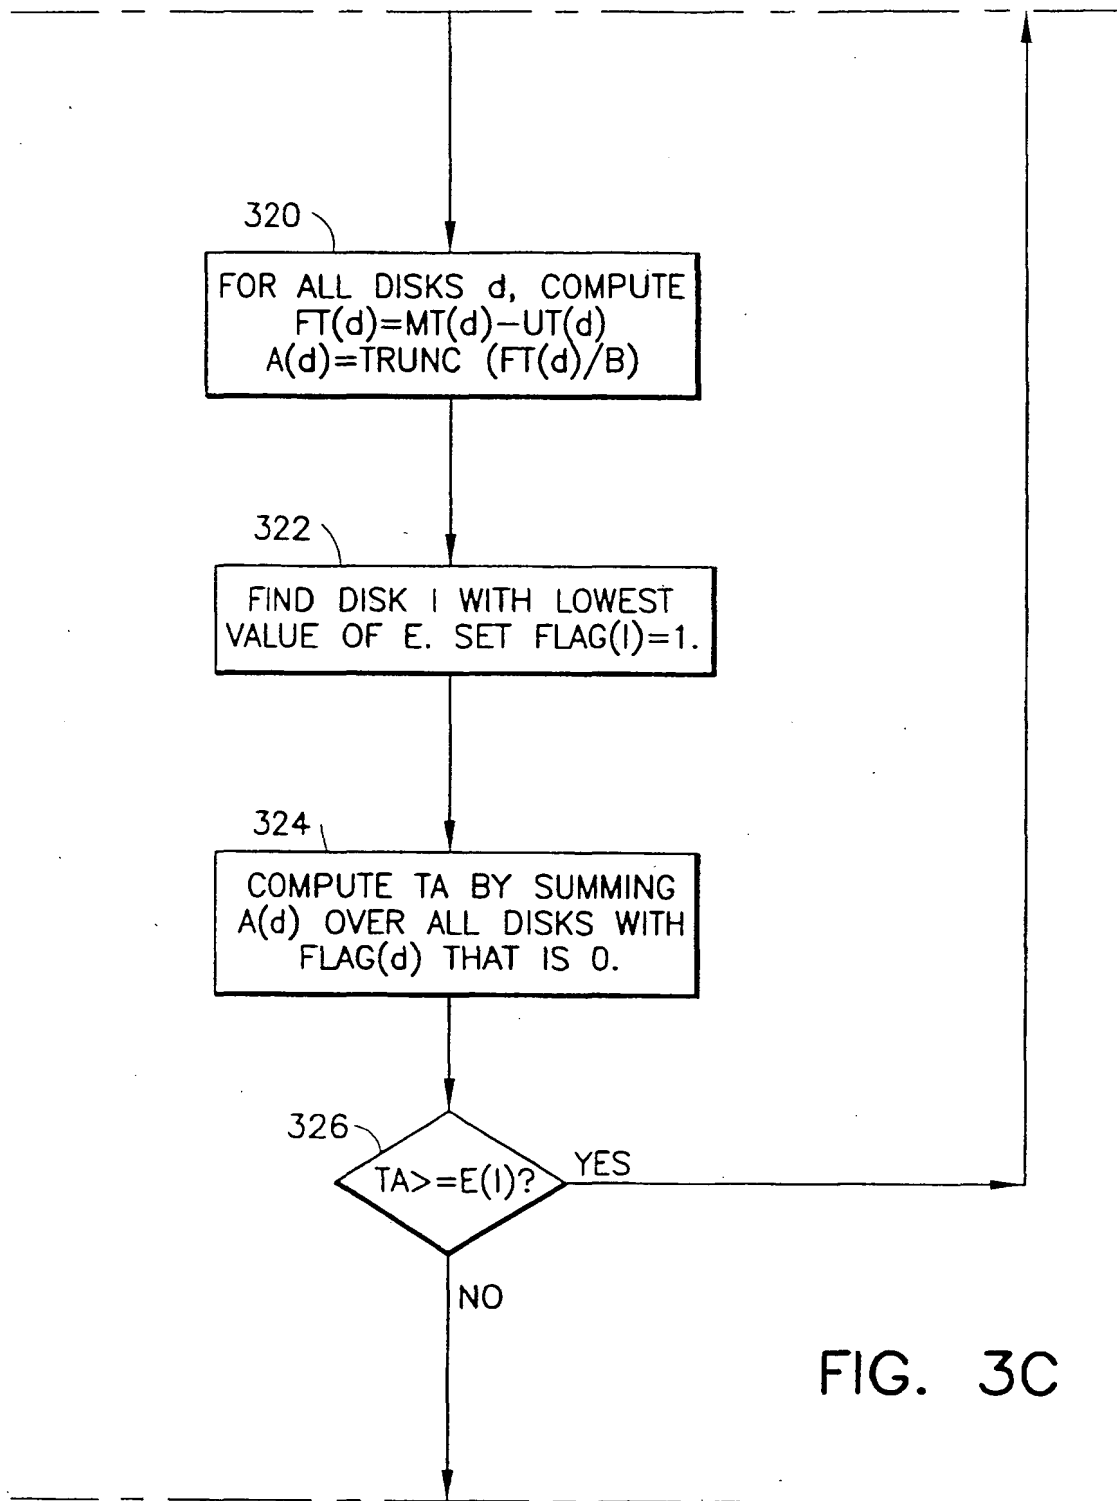 320
FOR ALL DISKS d, COMPUTE
FT(d)=MT(d)-UT(d)
A(d)=TRUNC (FT(d)/B)
322
FIND DISK I WITH LOWEST
VALUE OF E. SET FLAG(I)=1.
324
COMPUTE TA BY SUMMING
A(d) OVER ALL DISKS WITH
FLAG(d) THAT IS 0.
326
TA>=E(I)?
YES
NO
FIG. 3C